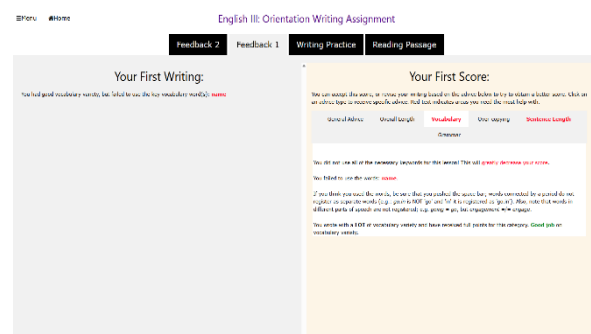 Menu Home
English III: Orientation Writing Assignment
Feedback 2 Feedback 1 Writing Practice Reading Passage
Your First Writing:
You had good vocabulary variety, but failed to use the key vocabulary word(s): name
Your First Score:
You can accept this score, or revise your writing based on the advice below to try to obtain a better score. Click on
an advice type to receive specific advice. Red text indicates areas you need the most help with.
General Advice Overall Length Vocabulary Over copying Sentence Length
Grammar
You did not use all of the necessary keywords for this lesson! This will greatly decrease your score.
You failed to use the words: name
If you think you used the words, be sure that you pushed the space bar, words connected by a period do not
register as separate words (e.g., is NOT 'go' and 'in' it is registered as 'go.in'). Also, note that words in
different parts of speech are not registered; e.g. going = go, but engagement =/= engage.
You wrote with a LOT of vocabulary variety and have received full points for this category. Good job on
vocabulary variety.